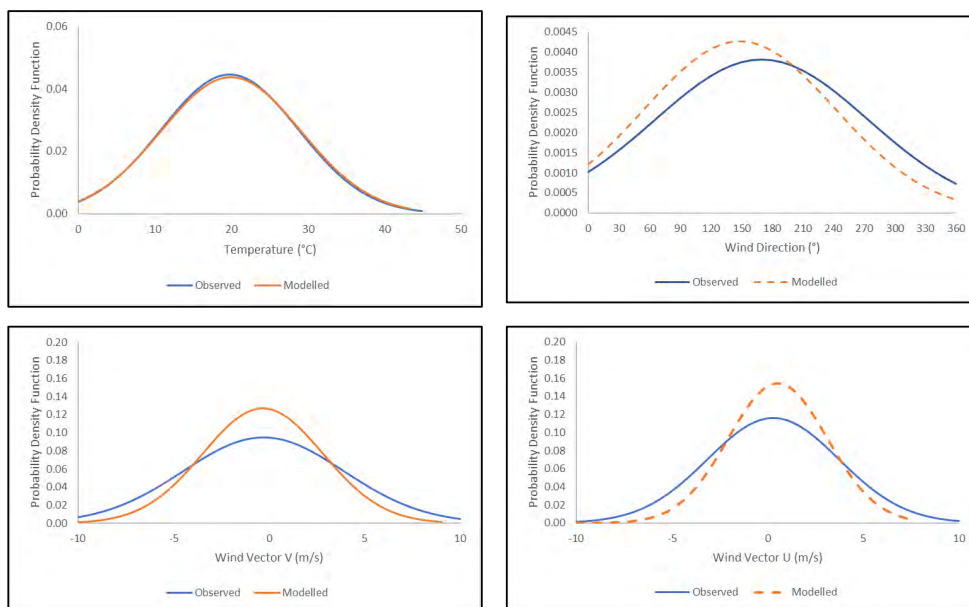 Probability Density Function
0.06
0.04
0.02
0.00
0 10 20 30 40 50
Temperature (°C)
Observed Modelled
Probability Density Function
0.0045
0.0040
0.0035
0.0030
0.0025
0.0020
0.0015
0.0010
0.0005
0.0000
0 30 60 90 120 150 180 210 240 270 300 330 360
Wind Direction (°)
Observed Modelled
Probability Density Function
0.20
0.18
0.16
0.14
0.12
0.10
0.08
0.06
0.04
0.02
0.00
-10 -5 0 5 10
Wind Vector V (m/s)
Observed Modelled
Probability Density Function
0.20
0.18
0.16
0.14
0.12
0.10
0.08
0.06
0.04
0.02
0.00
-10 -5 0 5 10
Wind Vector U (m/s)
Observed Modelled